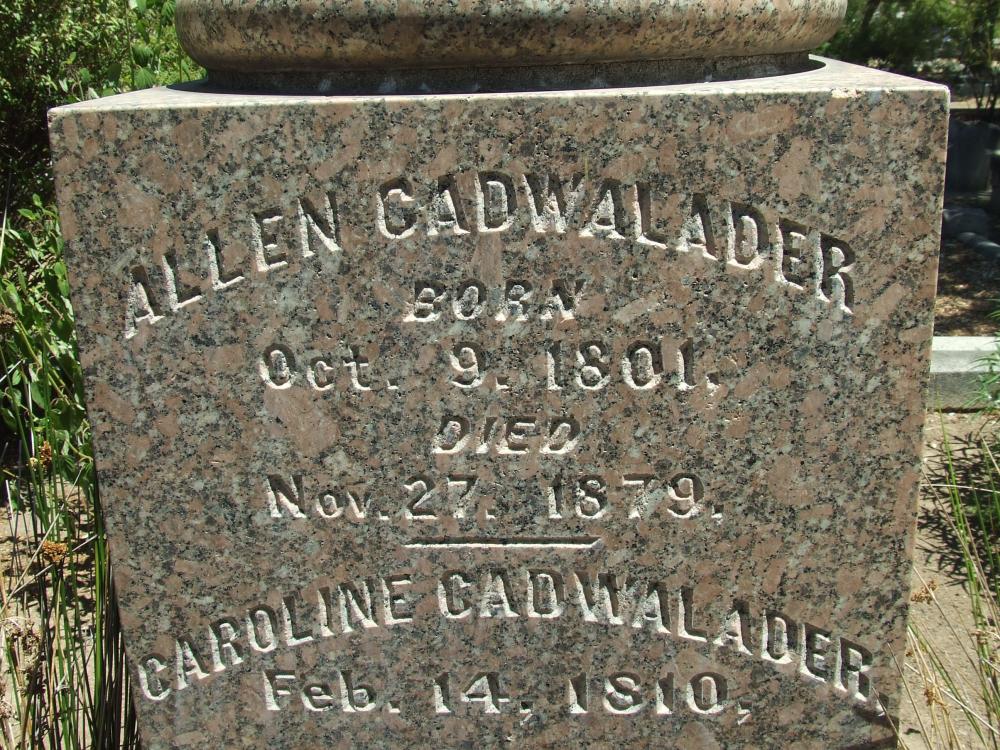 ALLEN CADWALADER
BORN
Oct. 9. 1801.
DIED
Nov. 27. 1879.
CAROLINE CADWALADER,
Feb. 14, 1810,